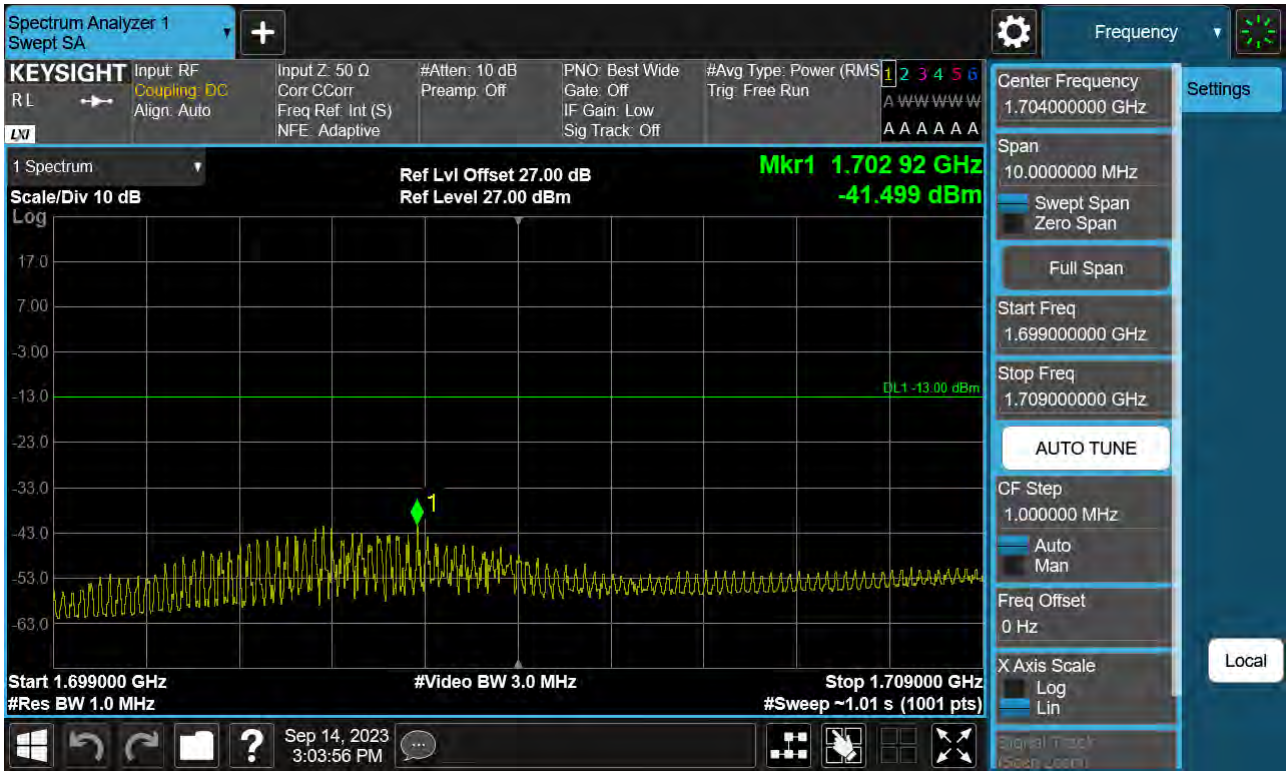 Spectrum Analyzer 1
Swept SA
+
Frequency
KEYSIGHT
RL
LXI
Input: RF
Coupling: DC
Align: Auto
Input Z: 50 Ω
Corr CCorr
Freq Ref: Int (S)
NFE: Adaptive
#Atten: 10 dB
Preamp: Off
PNO: Best Wide
Gate: Off
IF Gain: Low
Sig Track: Off
#Avg Type: Power (RMS
Trig: Free Run
1 2 3 4 5 6
A W W W W W
A A A A A A
1 Spectrum
Scale/Div 10 dB
Log
Ref Lvl Offset 27.00 dB
Ref Level 27.00 dBm
Mkr1 1.702 92 GHz
-41.499 dBm
17.0
7.00
-3.00
-13.0
DL1 -13.00 dBm
-23.0
-33.0
1
-43.0
-53.0
-63.0
Start 1.699000 GHz
#Res BW 1.0 MHz
#Video BW 3.0 MHz
Stop 1.709000 GHz
#Sweep ~1.01 s (1001 pts)
Center Frequency
1.704000000 GHz
Span
10.0000000 MHz
Swept Span
Zero Span
Full Span
Start Freq
1.699000000 GHz
Stop Freq
1.709000000 GHz
AUTO TUNE
CF Step
1.000000 MHz
Auto
Man
Freq Offset
0 Hz
X Axis Scale
Log
Lin
Signal Track
(Span Zoom)
Settings
Local
?
Sep 14, 2023
3:03:56 PM